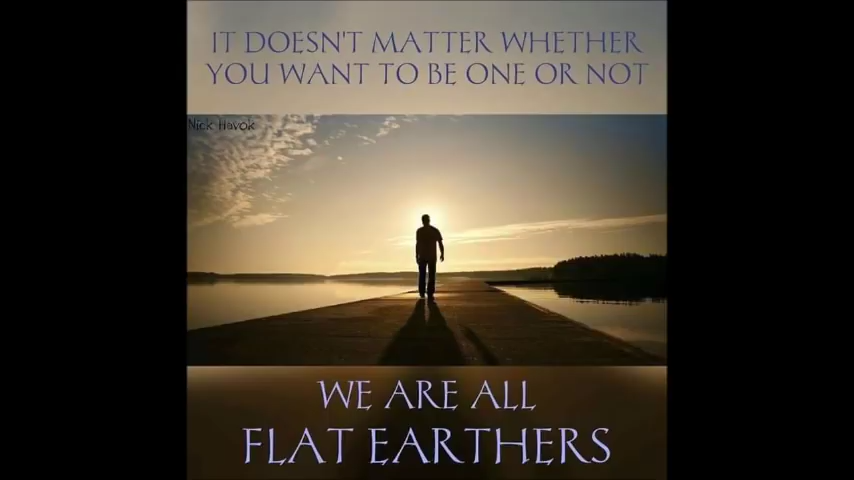 IT DOESN'T MATTER WHETHER
YOU WANT TO BE ONE OR NOT
Nick Havok
WE ARE ALL
FLAT EARTHERS